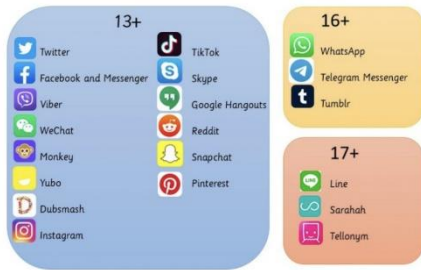 13+
Twitter
Facebook and Messenger
Viber
WeChat
Monkey
Yubo
Dubsmash
Instagram
TikTok
Skype
Google Hangouts
Reddit
Snapchat
Pinterest
16+
WhatsApp
Telegram Messenger
Tumblr
17+
LINE
Line
Sarahah
Tellonym